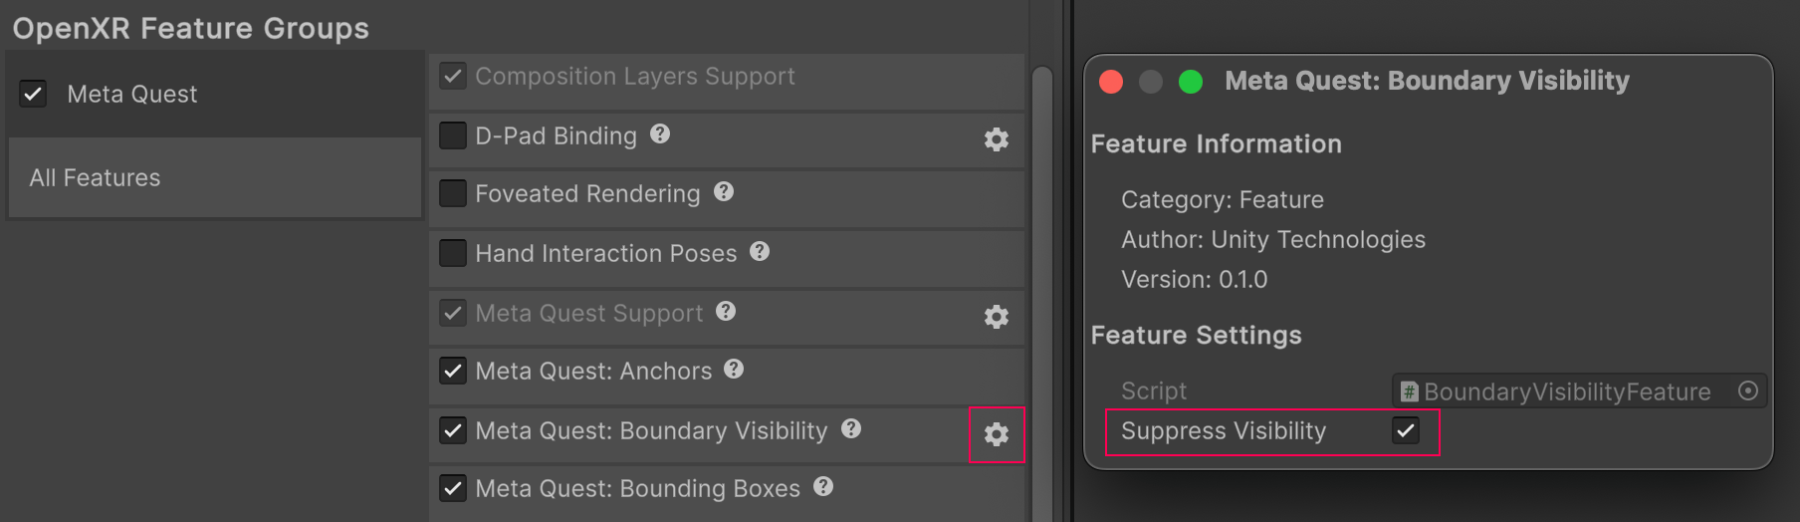 OpenXR Feature Groups
Meta Quest
All Features
Composition Layers Support
D-Pad Binding ?
Foveated Rendering ?
Hand Interaction Poses ?
Meta Quest Support ?
Meta Quest: Anchors ?
Meta Quest: Boundary Visibility ?
Meta Quest: Bounding Boxes ?
Meta Quest: Boundary Visibility
Feature Information
Category: Feature
Author: Unity Technologies
Version: 0.1.0
Feature Settings
Script # BoundaryVisibilityFeature
Suppress Visibility